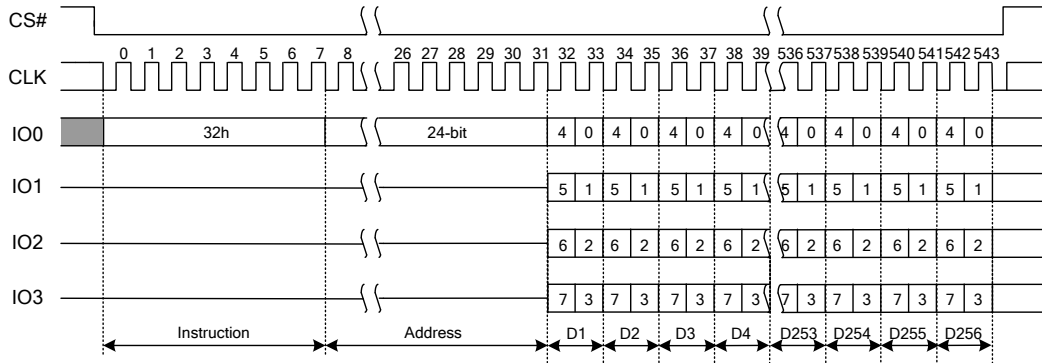 CS#
0 1 2 3 4 5 6 7 8 26 27 28 29 30 31 32 33 34 35 36 37 38 39 536 537 538 539 540 541 542 543
CLK
IO0 32h 24-bit 4 0 4 0 4 0 4 0 4 0 4 0 4 0 4 0
IO1 5 1 5 1 5 1 5 1 5 1 5 1 5 1 5 1
IO2 6 2 6 2 6 2 6 2 6 2 6 2 6 2 6 2
IO3 7 3 7 3 7 3 7 3 7 3 7 3 7 3 7 3
Instruction Address D1 D2 D3 D4 D253 D254 D255 D256